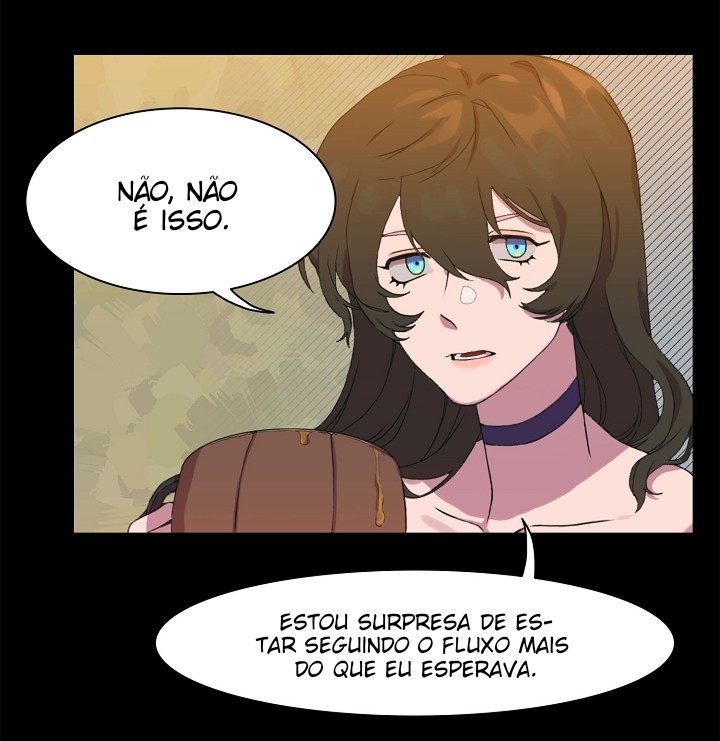 NÃO, NÃO
É ISSO.
ESTOU SURPRESA DE ES-
TAR SEGUINDO O FLUXO MAIS
DO QUE EU ESPERAVA.